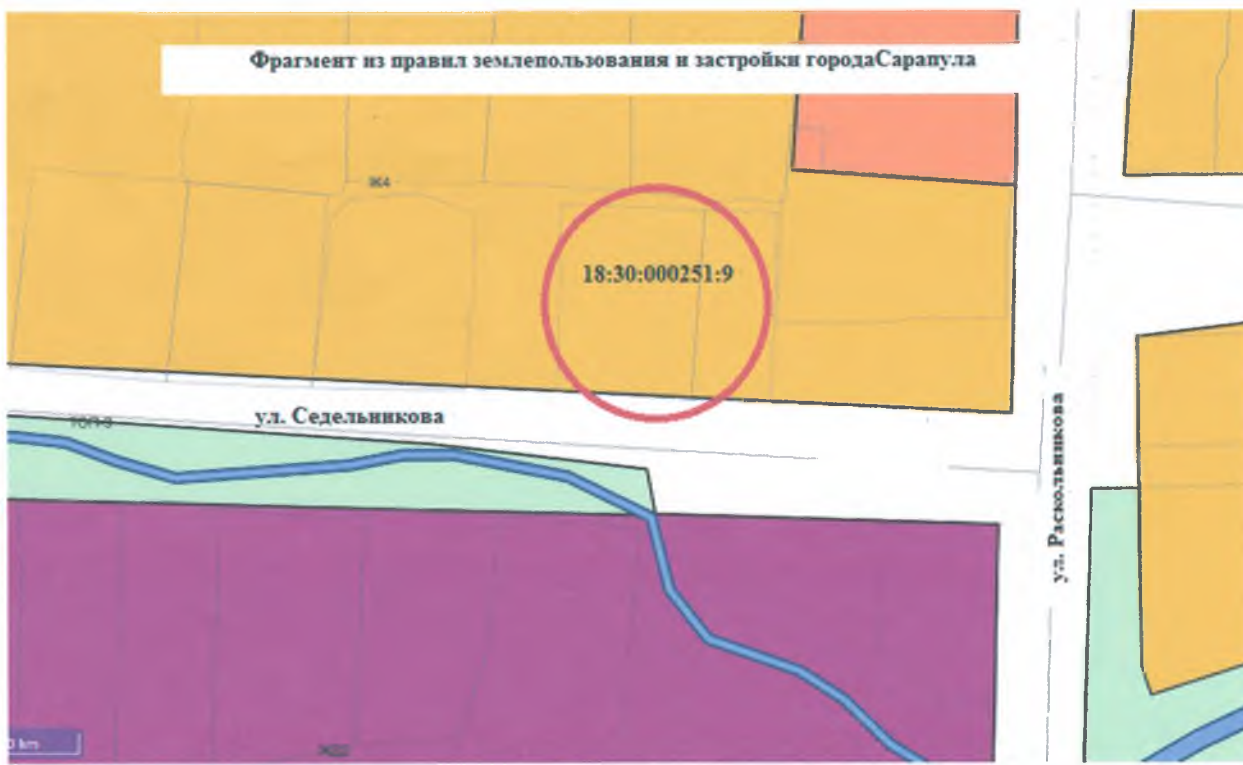 Фрагмент из правил землепользования и застройки городаСарапула
Ж4
18:30:000251:9
ул. Седельникова
ул. Раскольникова